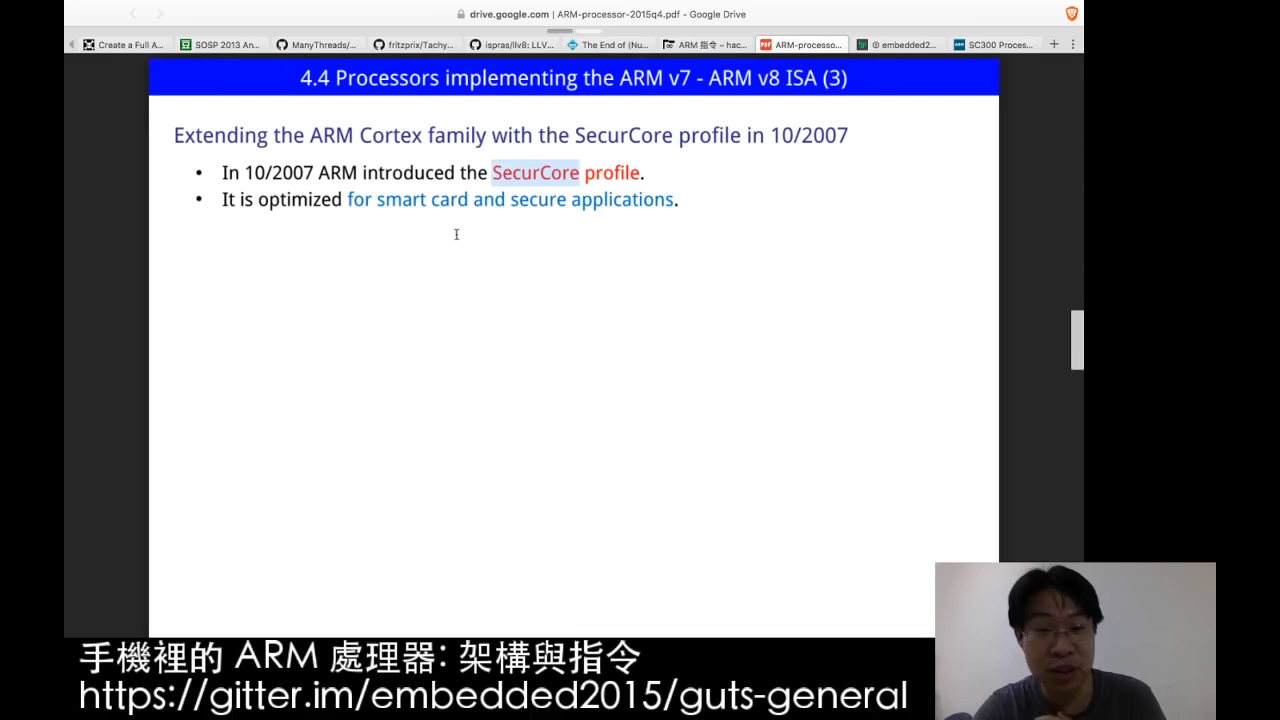 drive.google.com | ARM-processor-2015q4.pdf - Google Drive
Create a Full A...
SOSP 2013 An...
ManyThreads/...
fritzprix/Tachy...
ispras/llv8: LLV...
The End of (Nu...
ARM 指令 – hac...
ARM-processo...
embedded2...
SC300 Proces...
4.4 Processors implementing the ARM v7 - ARM v8 ISA (3)
Extending the ARM Cortex family with the SecurCore profile in 10/2007
• In 10/2007 ARM introduced the SecurCore profile.
• It is optimized for smart card and secure applications.
手機裡的 ARM 處理器: 架構與指令
https://gitter.im/embedded2015/guts-general